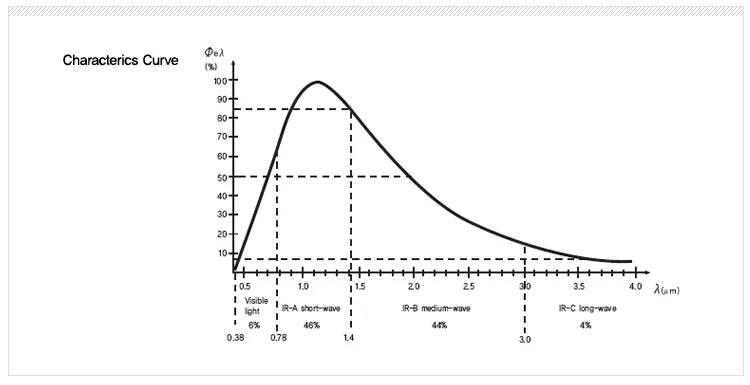 Characterics Curve
Φeλ
(%)
100
90
80
70
60
50
40
30
20
10
0.5 1.0 1.5 2.0 2.5 3.0 3.5 4.0 λ(μm)
Visible light IR-A short-wave IR-B medium-wave IR-C long-wave
6% 46% 44% 4%
0.38 0.78 1.4 3.0